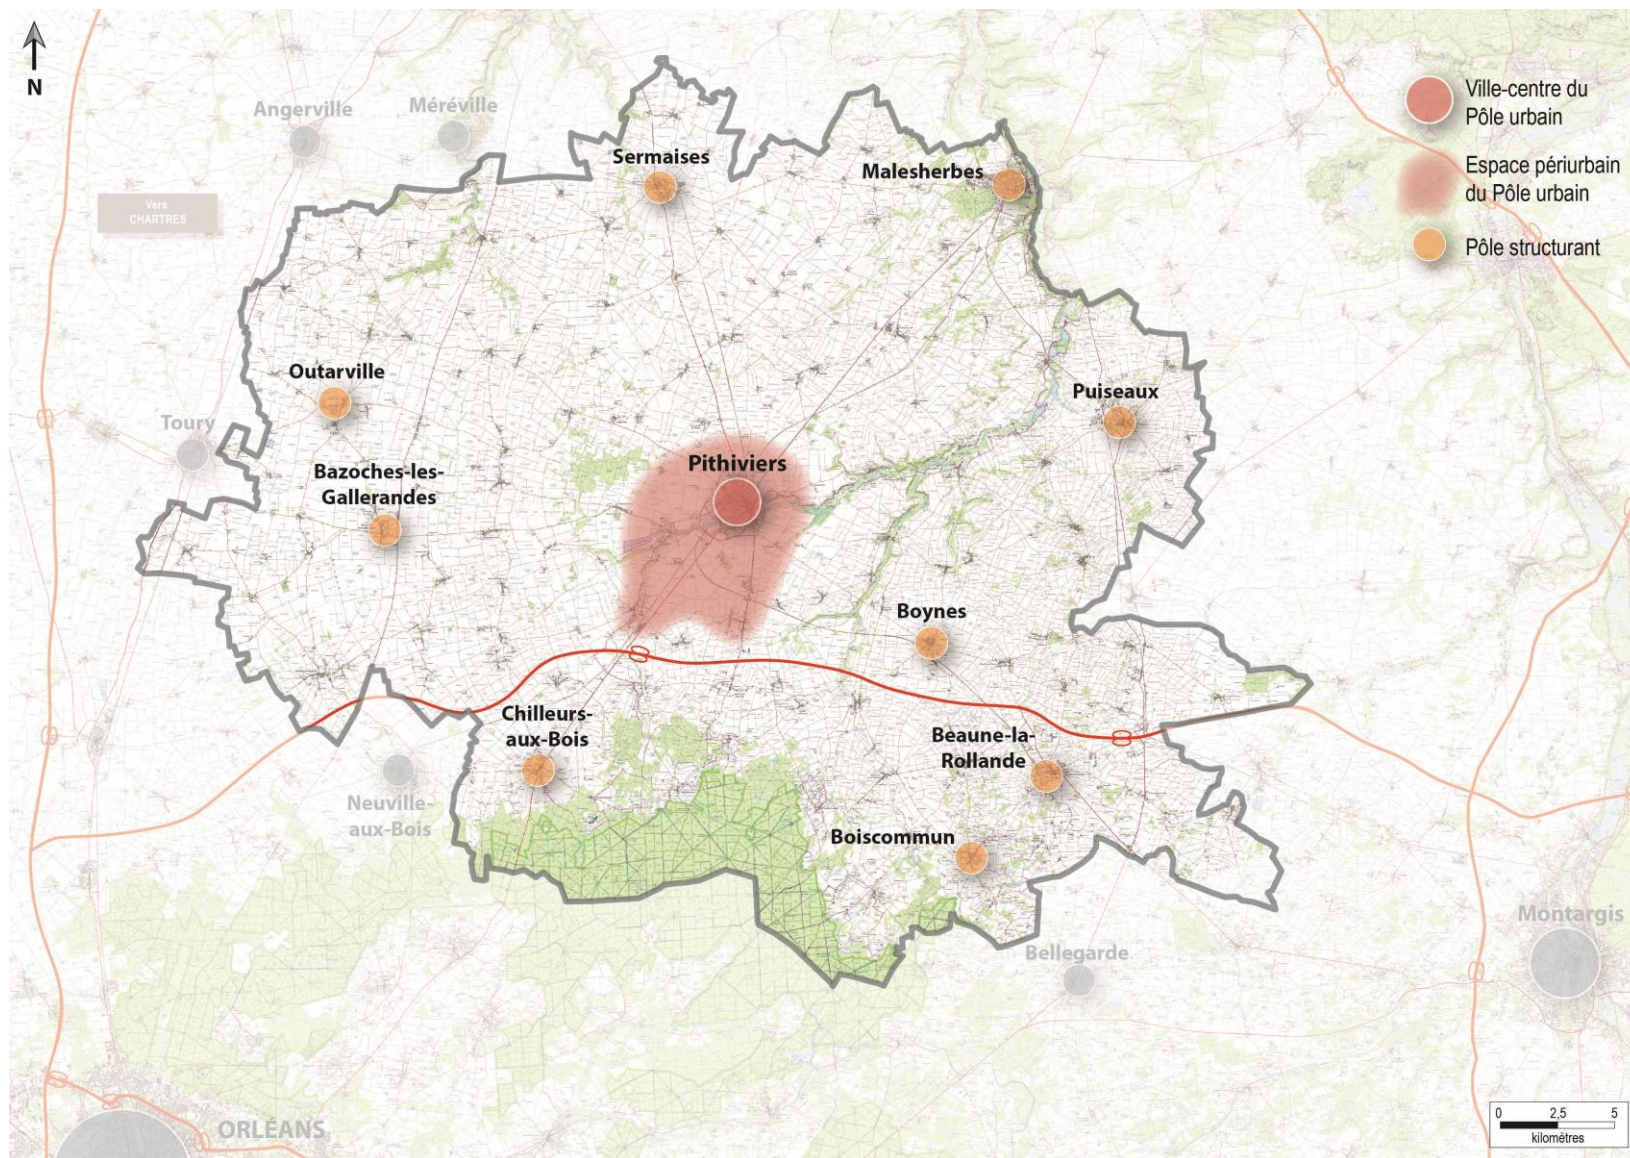 N
Angerville
Méréville
Sermaises
Malesherbes
Ville-centre du
Pôle urbain
Espace périurbain
du Pôle urbain
Pôle structurant
Vers
CHARTRES
Outarville
Toury
Bazoches-les-
Gallerandes
Pithiviers
Puiseaux
Boynes
Chilleurs-
aux-Bois
Beaune-la-
Rollande
Neuville-
aux-Bois
Boiscommun
Bellegarde
Montargis
ORLÉANS
0 2,5 5
kilomètres